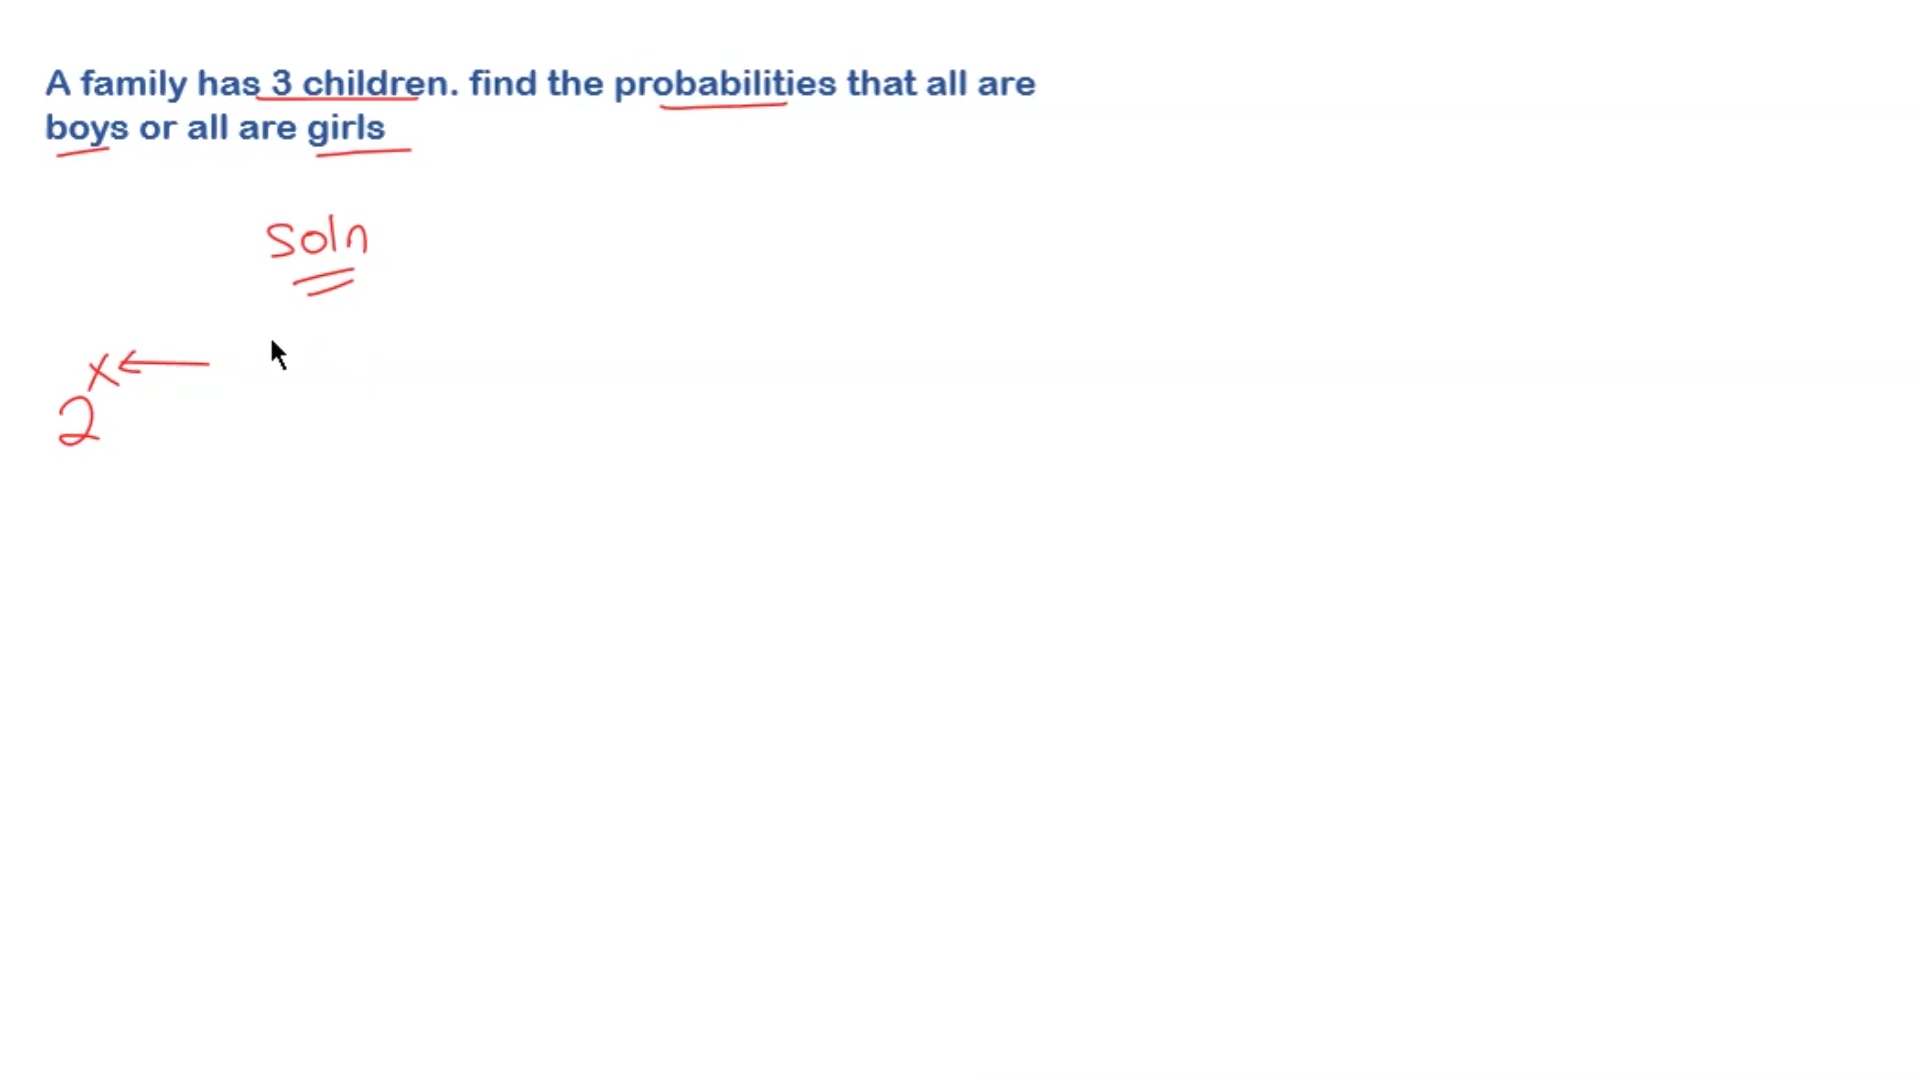 A family has 3 children. find the probabilities that all are
boys or all are girls
Soln
x
2